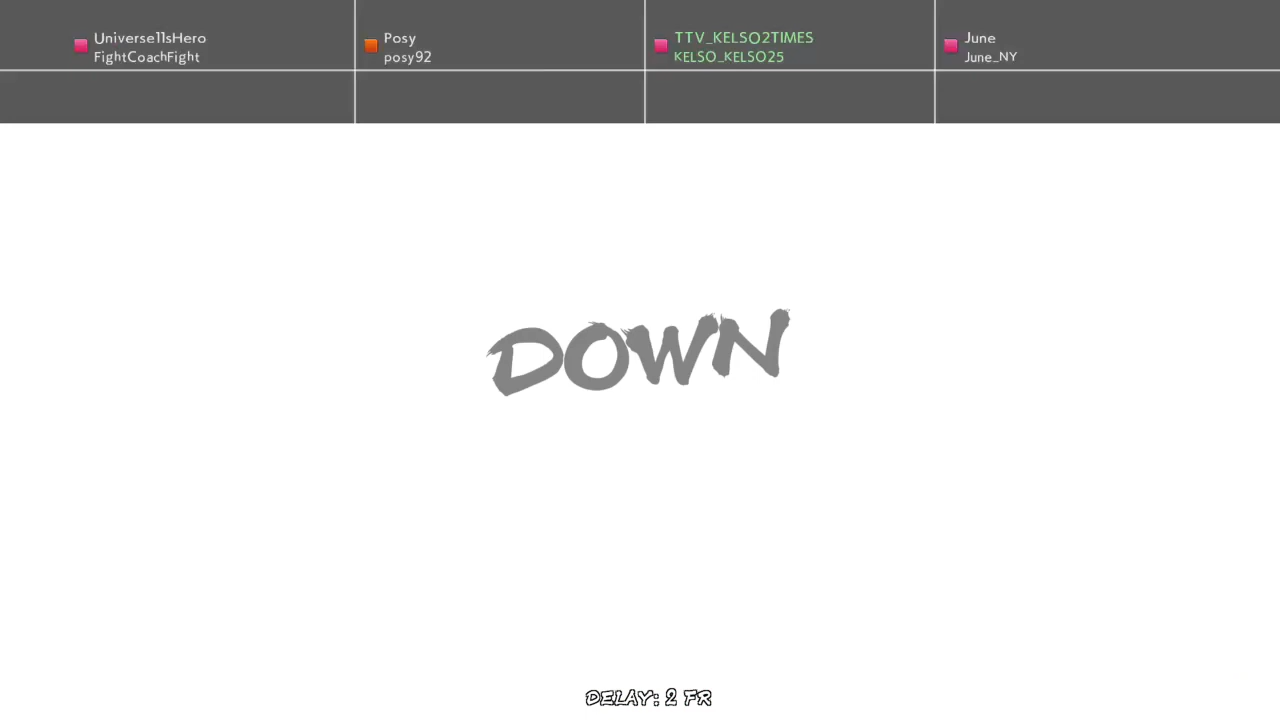 Universe11sHero
FightCoachFight
Posy
posy92
TTV_KELSO2TIMES
KELSO_KELSO25
June
June_NY
DOWN
DELAY: 2 FR